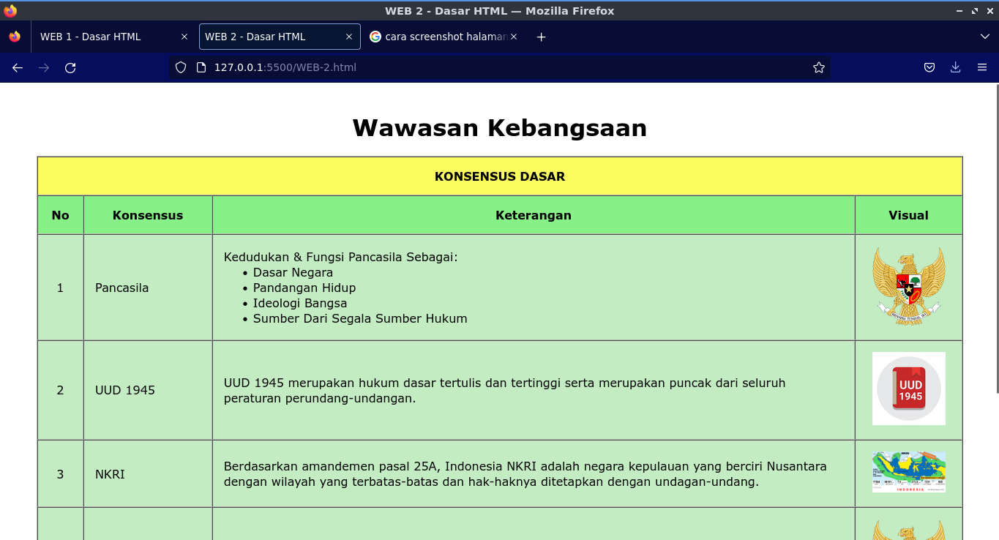 WEB 2 - Dasar HTML — Mozilla Firefox
WEB 1 - Dasar HTML
WEB 2 - Dasar HTML
cara screenshot halaman
127.0.0.1:5500/WEB-2.html
Wawasan Kebangsaan
KONSENSUS DASAR
No Konsensus Keterangan Visual
1 Pancasila
Kedudukan & Fungsi Pancasila Sebagai:
• Dasar Negara
• Pandangan Hidup
• Ideologi Bangsa
• Sumber Dari Segala Sumber Hukum
BHINNEKA TUNGGAL IKA
2 UUD 1945
UUD 1945 merupakan hukum dasar tertulis dan tertinggi serta merupakan puncak dari seluruh
peraturan perundang-undangan.
UUD
1945
3 NKRI
Berdasarkan amandemen pasal 25A, Indonesia NKRI adalah negara kepulauan yang berciri Nusantara
dengan wilayah yang terbatas-batas dan hak-haknya ditetapkan dengan undagan-undang.
NKRI
INDONESIA